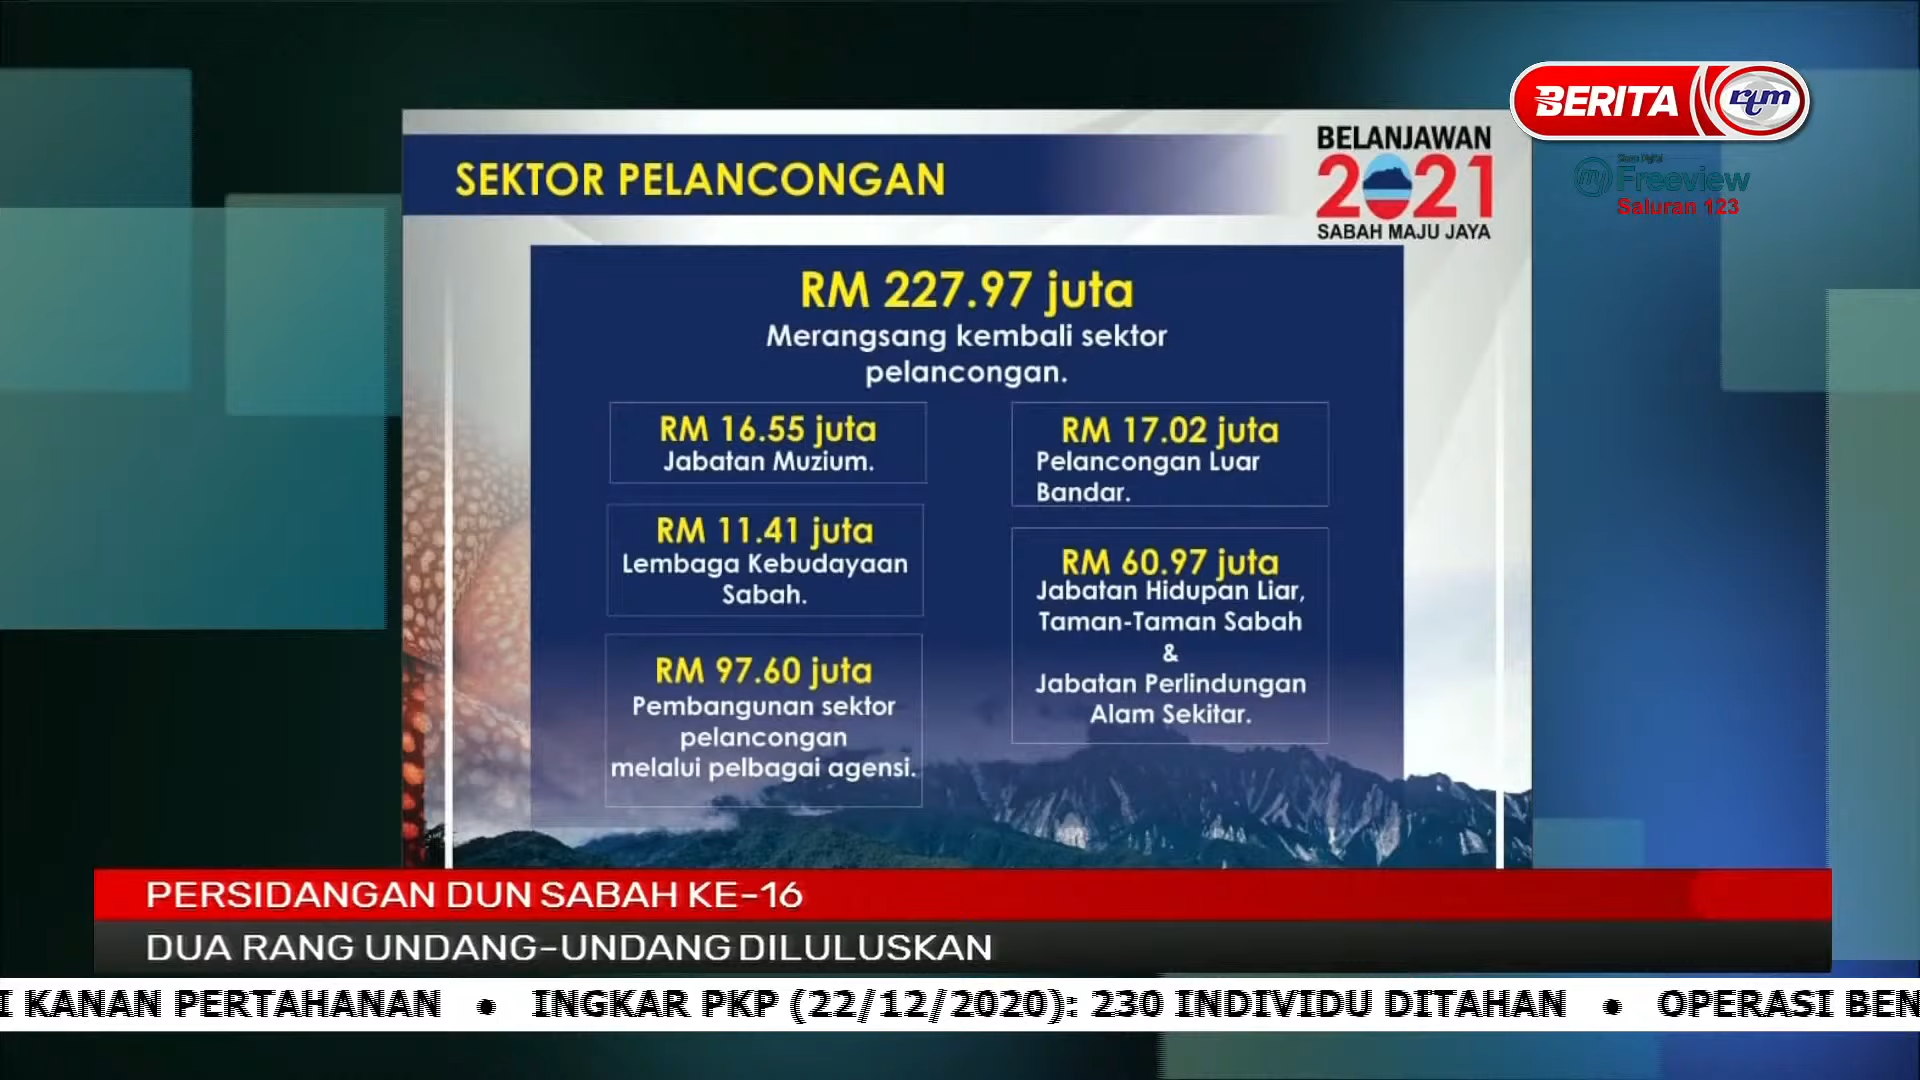 BERITA rtm
my Freeview
Saluran 123
SEKTOR PELANCONGAN
BELANJAWAN
2021
SABAH MAJU JAYA
RM 227.97 juta
Merangsang kembali sektor
pelancongan.
RM 16.55 juta
Jabatan Muzium.
RM 11.41 juta
Lembaga Kebudayaan
Sabah.
RM 97.60 juta
Pembangunan sektor
pelancongan
melalui pelbagai agensi.
RM 17.02 juta
Pelancongan Luar
Bandar.
RM 60.97 juta
Jabatan Hidupan Liar,
Taman-Taman Sabah
&
Jabatan Perlindungan
Alam Sekitar.
PERSIDANGAN DUN SABAH KE-16
DUA RANG UNDANG-UNDANG DILULUSKAN
I KANAN PERTAHANAN • INGKAR PKP (22/12/2020): 230 INDIVIDU DITAHAN • OPERASI BEN